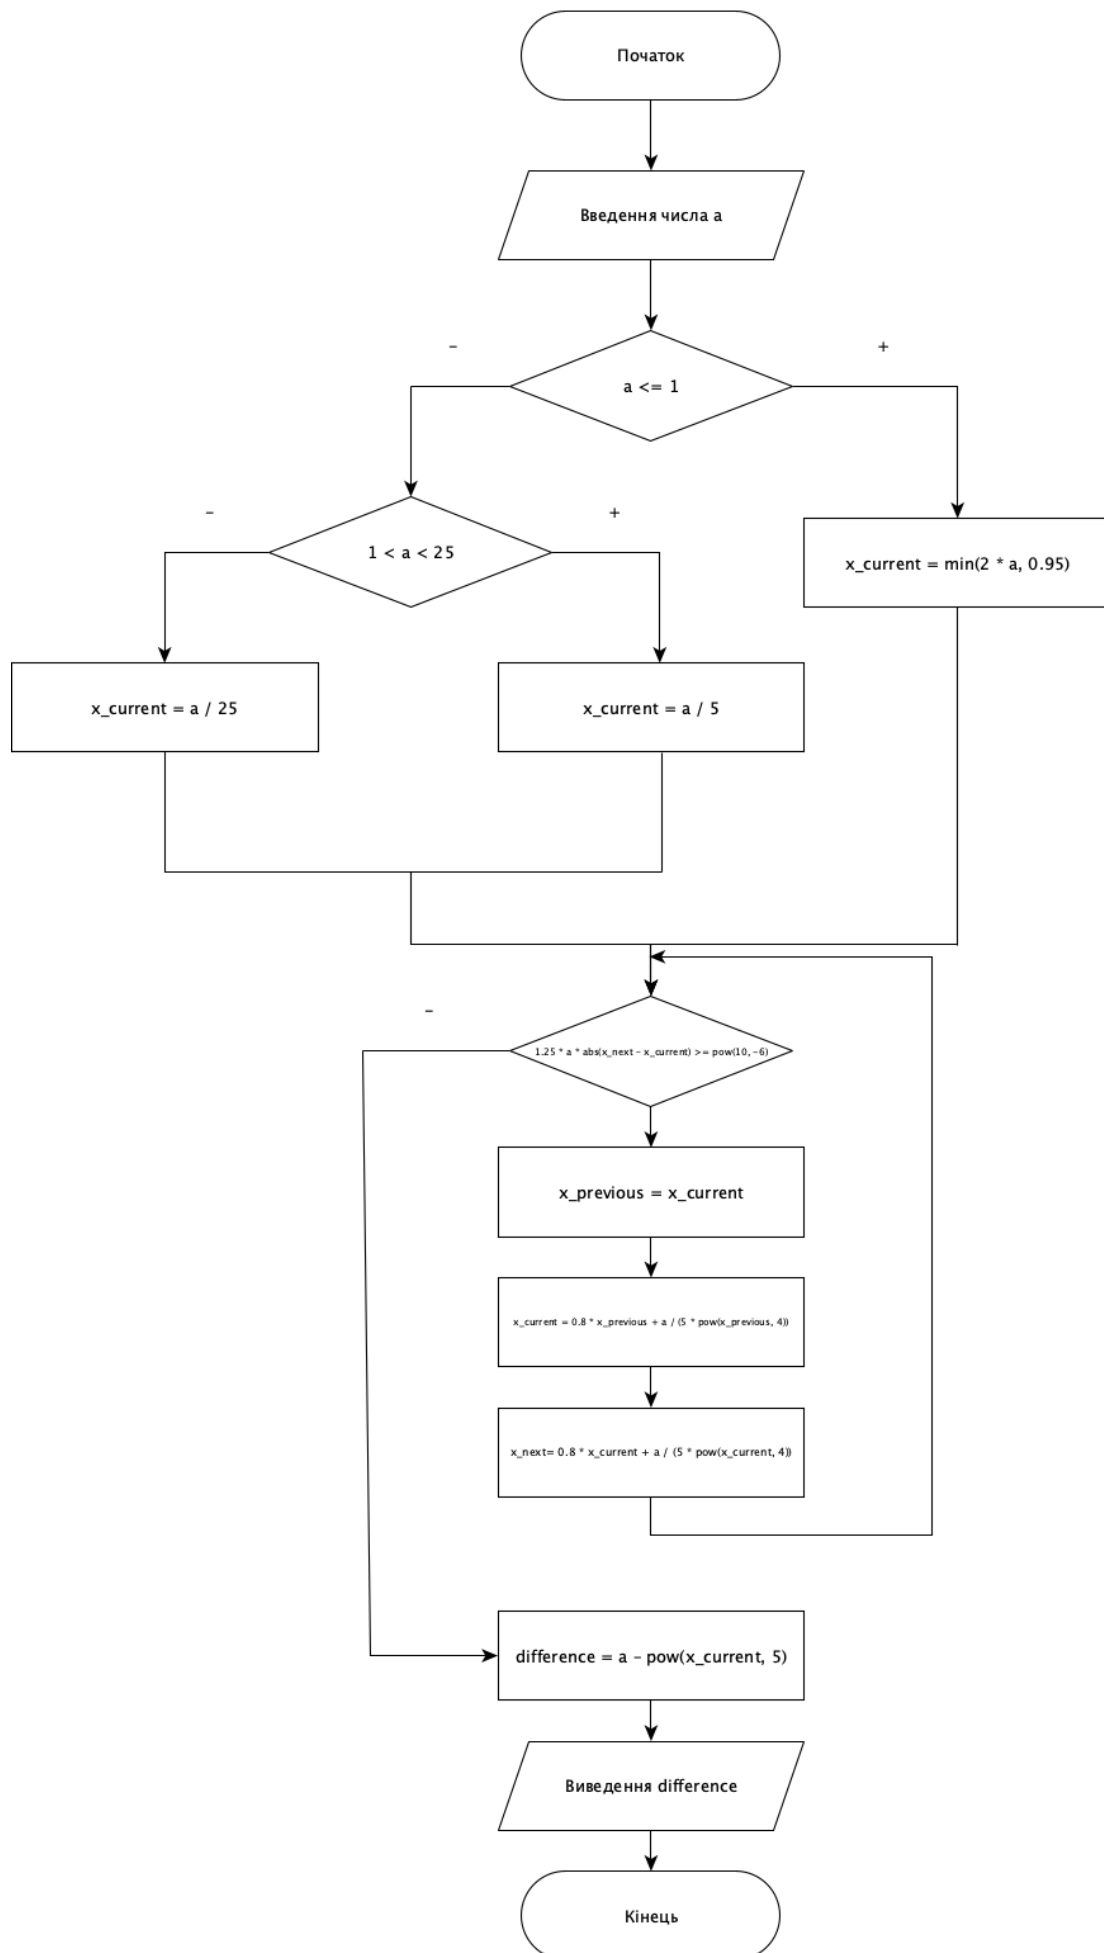 Початок
Введення числа a
–
+
a <= 1
–
+
1 < a < 25
x_current = min(2 * a, 0.95)
x_current = a / 25
x_current = a / 5
–
1.25 * a * abs(x_next – x_current) >= pow(10, –6)
x_previous = x_current
x_current = 0.8 * x_previous + a / (5 * pow(x_previous, 4))
x_next= 0.8 * x_current + a / (5 * pow(x_current, 4))
difference = a – pow(x_current, 5)
Виведення difference
Кінець